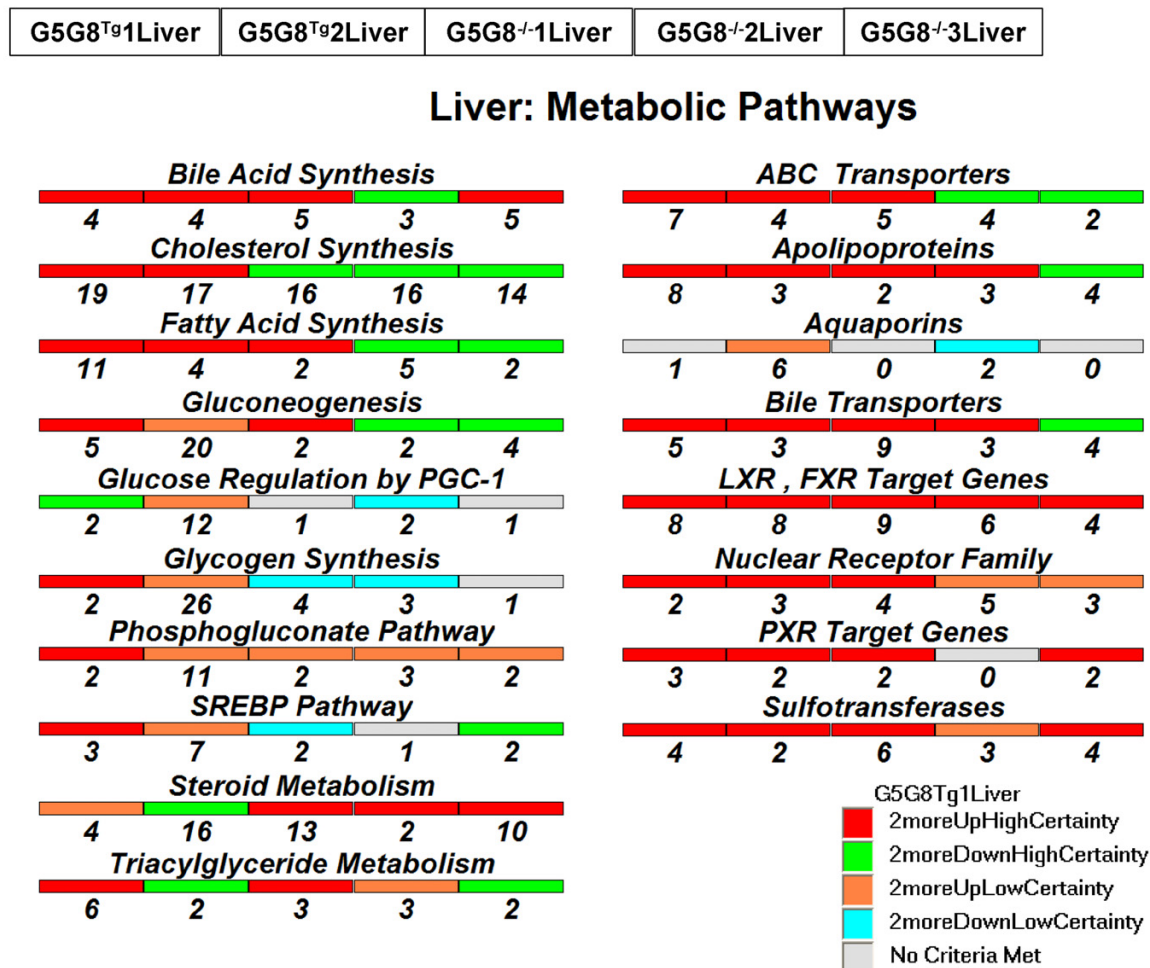 G5G8Tg1Liver G5G8Tg2Liver G5G8-/-1Liver G5G8-/-2Liver G5G8-/-3Liver
Liver: Metabolic Pathways
Bile Acid Synthesis
4 4 5 3 5
Cholesterol Synthesis
19 17 16 16 14
Fatty Acid Synthesis
11 4 2 5 2
Gluconeogenesis
5 20 2 2 4
Glucose Regulation by PGC-1
2 12 1 2 1
Glycogen Synthesis
2 26 4 3 1
Phosphogluconate Pathway
2 11 2 3 2
SREBP Pathway
3 7 2 1 2
Steroid Metabolism
4 16 13 2 10
Triacylglyceride Metabolism
6 2 3 3 2
ABC Transporters
7 4 5 4 2
Apolipoproteins
8 3 2 3 4
Aquaporins
1 6 0 2 0
Bile Transporters
5 3 9 3 4
LXR , FXR Target Genes
8 8 9 6 4
Nuclear Receptor Family
2 3 4 5 3
PXR Target Genes
3 2 2 0 2
Sulfotransferases
4 2 6 3 4
G5G8Tg1Liver
2moreUpHighCertainty
2moreDownHighCertainty
2moreUpLowCertainty
2moreDownLowCertainty
No Criteria Met